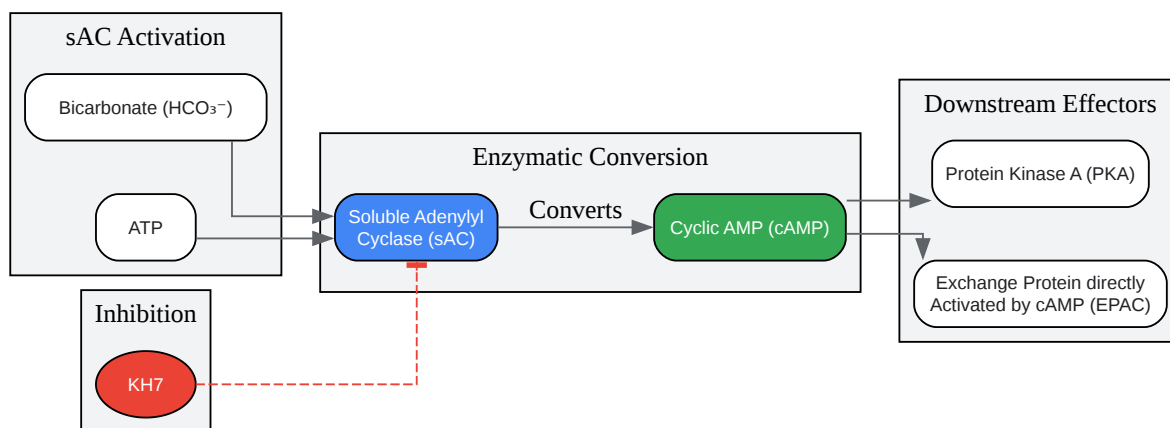 sAC Activation
Bicarbonate (HCO₃⁻)
ATP
Inhibition
KH7
Enzymatic Conversion
Soluble Adenylyl
Cyclase (sAC)
Converts
Cyclic AMP (cAMP)
Downstream Effectors
Protein Kinase A (PKA)
Exchange Protein directly
Activated by cAMP (EPAC)